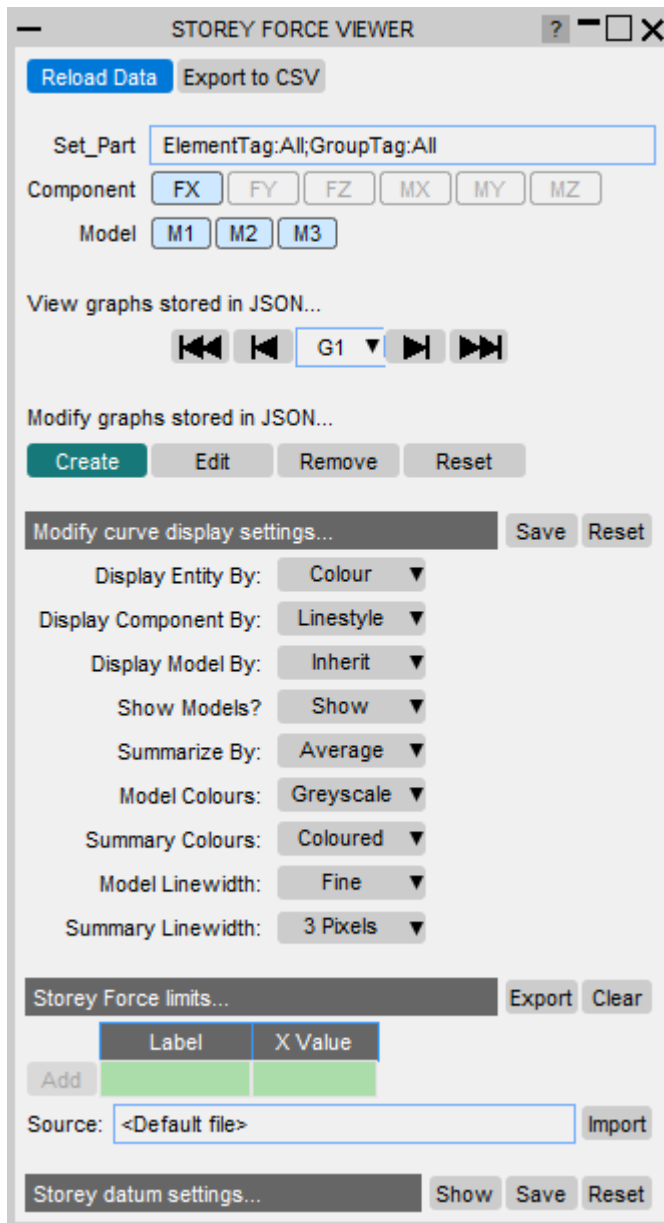 STOREY FORCE VIEWER ?
Reload Data Export to CSV
Set_Part ElementTag:All;GroupTag:All
Component FX FY FZ MX MY MZ
Model M1 M2 M3
View graphs stored in JSON...
G1
Modify graphs stored in JSON...
Create Edit Remove Reset
Modify curve display settings... Save Reset
Display Entity By: Colour
Display Component By: Linestyle
Display Model By: Inherit
Show Models? Show
Summarize By: Average
Model Colours: Greyscale
Summary Colours: Coloured
Model Linewidth: Fine
Summary Linewidth: 3 Pixels
Storey Force limits... Export Clear
Label X Value
Add
Source: <Default file> Import
Storey datum settings... Show Save Reset